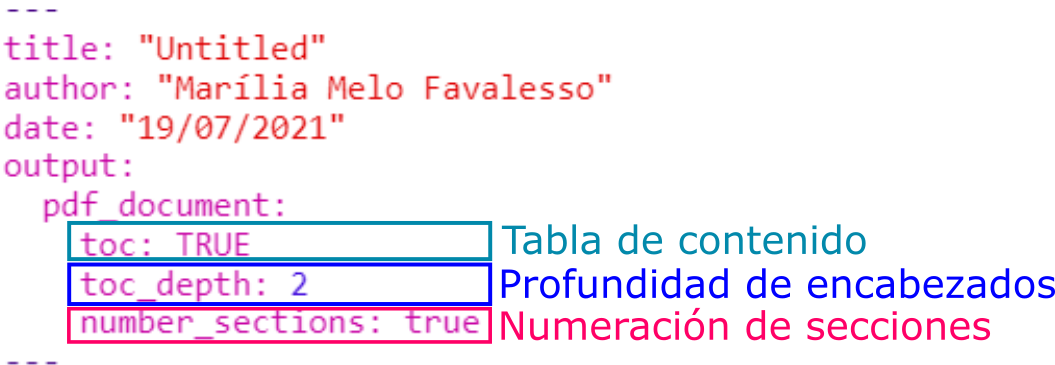 ---
title: "Untitled"
author: "Marília Melo Favalesso"
date: "19/07/2021"
output:
  pdf_document:
    toc: TRUE Tabla de contenido
    toc_depth: 2 Profundidad de encabezados
    number_sections: true Numeración de secciones
---